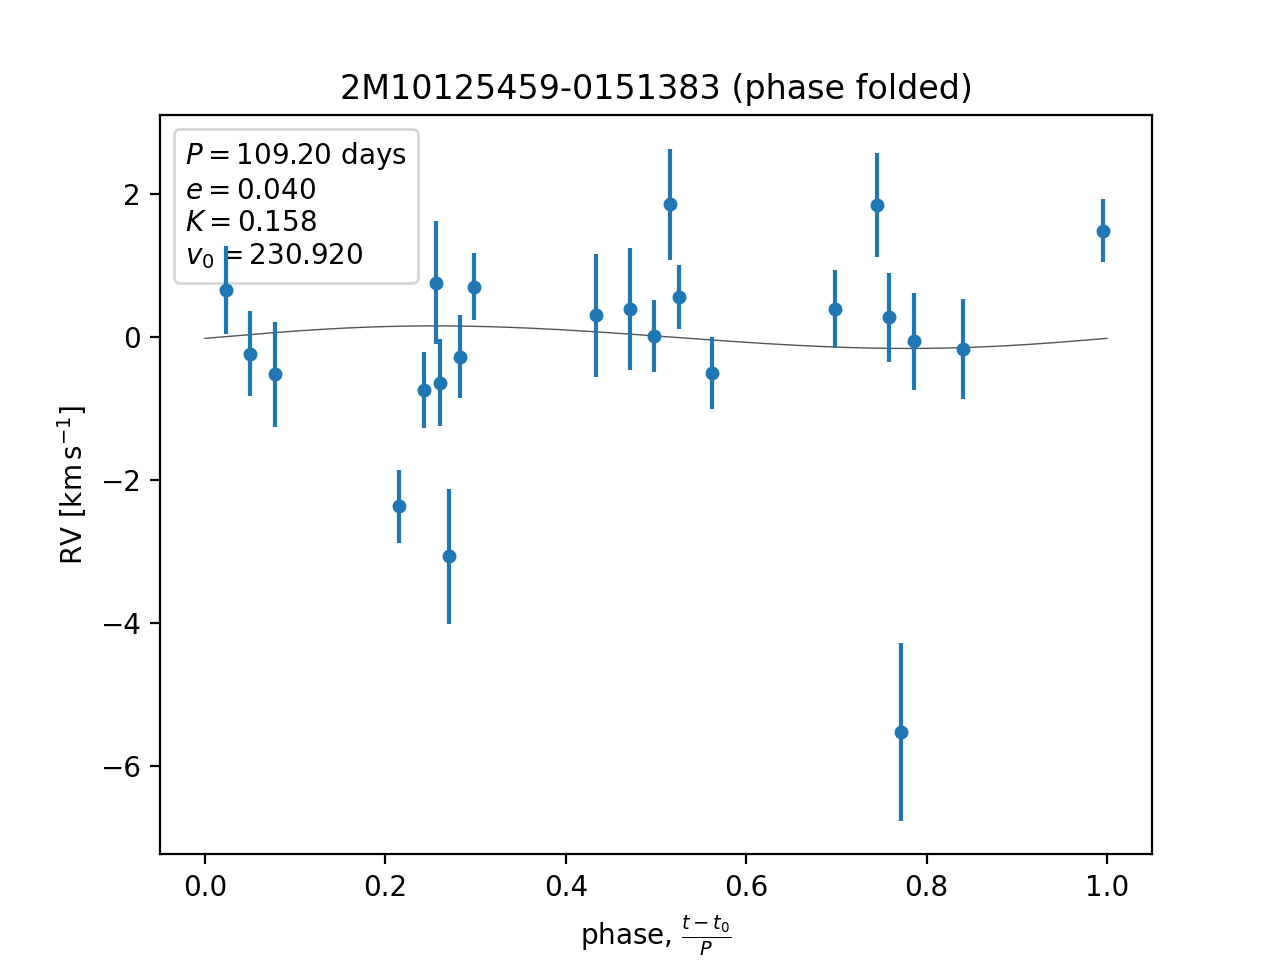 2M10125459-0151383 (phase folded)
P = 109.20 days
e = 0.040
K = 0.158
v₀ = 230.920
2
0
−2
−4
−6
RV [km s⁻¹]
0.0 0.2 0.4 0.6 0.8 1.0
phase, (t − t₀)/P